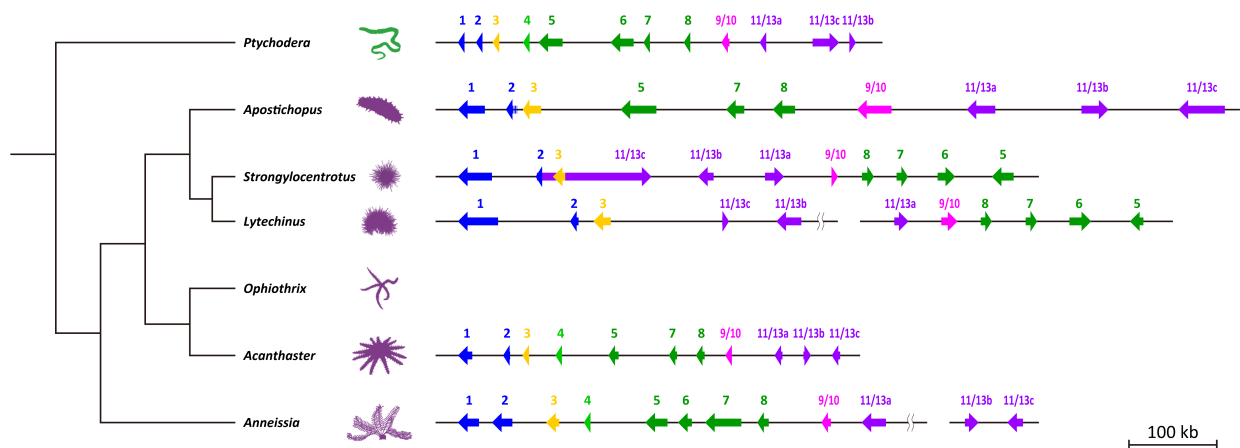 1 2 3 4 5 6 7 8 9/10 11/13a 11/13c 11/13b
Ptychodera
1 2 3 5 7 8 9/10 11/13a 11/13b 11/13c
Apostichopus
1 2 3 11/13c 11/13b 11/13a 9/10 8 7 6 5
Strongylocentrotus
1 2 3 11/13c 11/13b 11/13a 9/10 8 7 6 5
Lytechinus
Ophiothrix
1 2 3 4 5 7 8 9/10 11/13a 11/13b 11/13c
Acanthaster
1 2 3 4 5 6 7 8 9/10 11/13a 11/13b 11/13c
Anneissia
100 kb